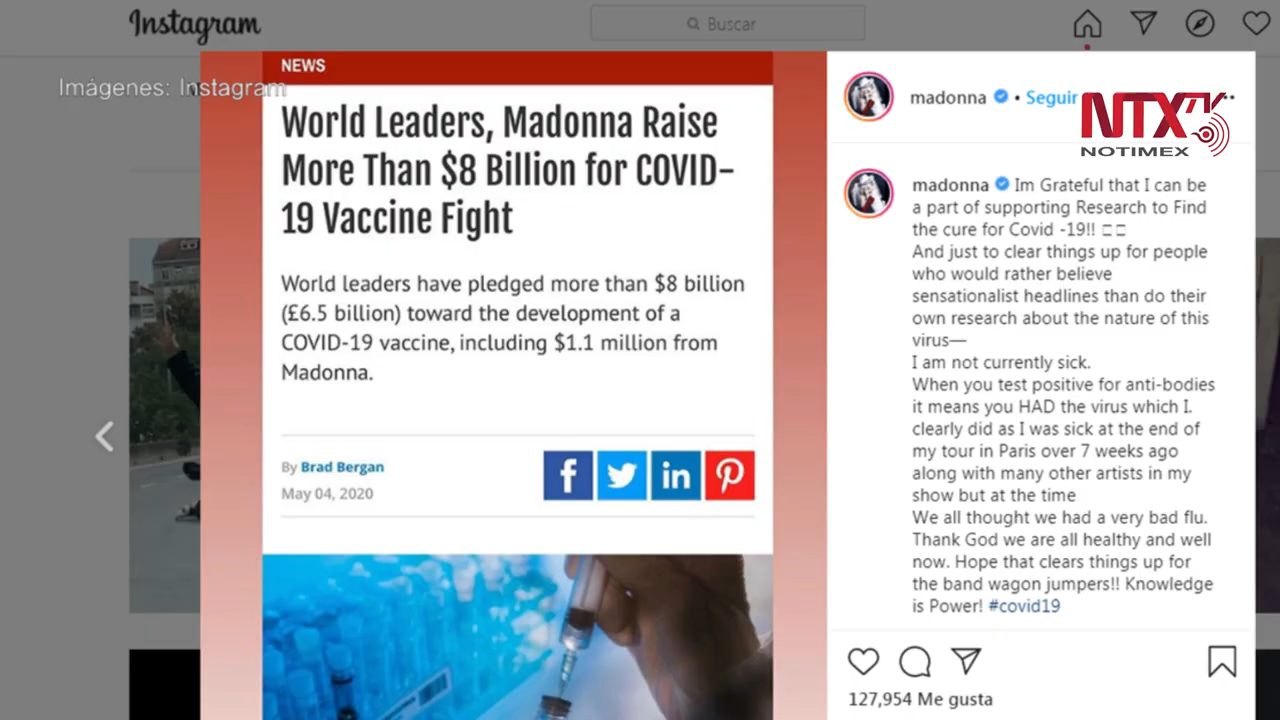 Instagram
Buscar
Imágenes: Instagram
NEWS
World Leaders, Madonna Raise
More Than $8 Billion for COVID-
19 Vaccine Fight
World leaders have pledged more than $8 billion
(£6.5 billion) toward the development of a
COVID-19 vaccine, including $1.1 million from
Madonna.
By Brad Bergan
May 04, 2020
madonna • Seguir
NTX TV
NOTIMEX
madonna Im Grateful that I can be
a part of supporting Research to Find
the cure for Covid -19!! □□
And just to clear things up for people
who would rather believe
sensationalist headlines than do their
own research about the nature of this
virus—
I am not currently sick.
When you test positive for anti-bodies
it means you HAD the virus which I.
clearly did as I was sick at the end of
my tour in Paris over 7 weeks ago
along with many other artists in my
show but at the time
We all thought we had a very bad flu.
Thank God we are all healthy and well
now. Hope that clears things up for
the band wagon jumpers!! Knowledge
is Power! #covid19
127,954 Me gusta